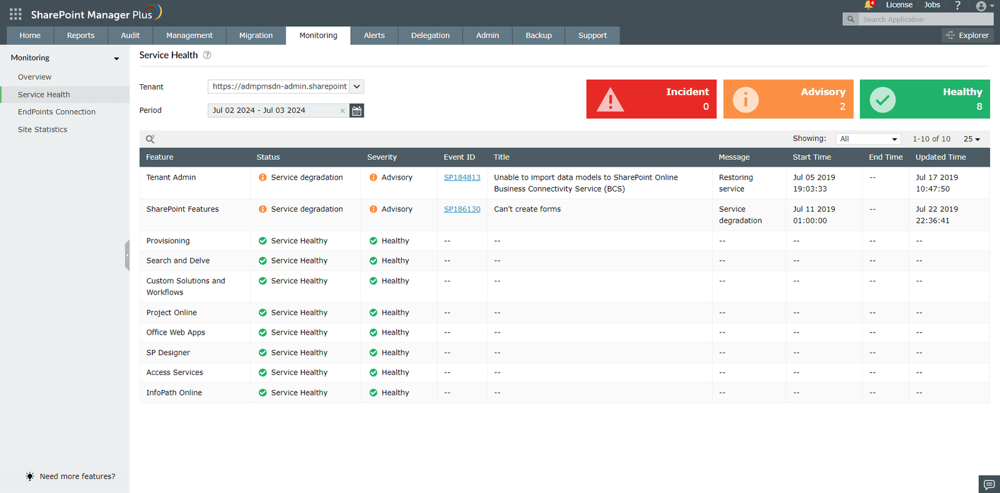 SharePoint Manager Plus
4
License
Jobs
?
Search Application
Home
Reports
Audit
Management
Migration
Monitoring
Alerts
Delegation
Admin
Backup
Support
Explorer
Monitoring
Overview
Service Health
EndPoints Connection
Site Statistics
Need more features?
Service Health ?
Tenant
https://admpmsdn-admin.sharepoint
Period
Jul 02 2024 - Jul 03 2024 ×
Incident
0
Advisory
2
Healthy
8
Showing: All 1-10 of 10 25
Feature Status Severity Event ID Title Message Start Time End Time Updated Time
Tenant Admin Service degradation Advisory SP184813 Unable to import data models to SharePoint Online Restoring Jul 05 2019 -- Jul 17 2019
Business Connectivity Service (BCS) service 19:03:33 10:47:50
SharePoint Features Service degradation Advisory SP186130 Can't create forms Service Jul 11 2019 -- Jul 22 2019
degradation 01:00:00 22:36:41
Provisioning Service Healthy Healthy -- -- -- -- -- --
Search and Delve Service Healthy Healthy -- -- -- -- -- --
Custom Solutions and Service Healthy Healthy -- -- -- -- -- --
Workflows
Project Online Service Healthy Healthy -- -- -- -- -- --
Office Web Apps Service Healthy Healthy -- -- -- -- -- --
SP Designer Service Healthy Healthy -- -- -- -- -- --
Access Services Service Healthy Healthy -- -- -- -- -- --
InfoPath Online Service Healthy Healthy -- -- -- -- -- --